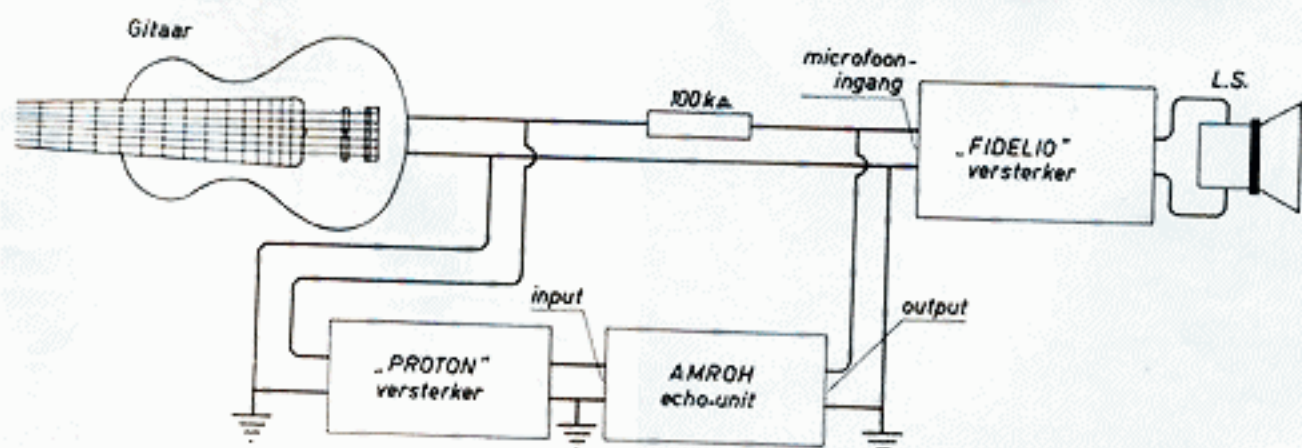 Gitaar
100kΩ
microfoon-
ingang
„FIDELIO”
versterker
L.S.
input
output
„PROTON”
versterker
AMROH
echo-unit